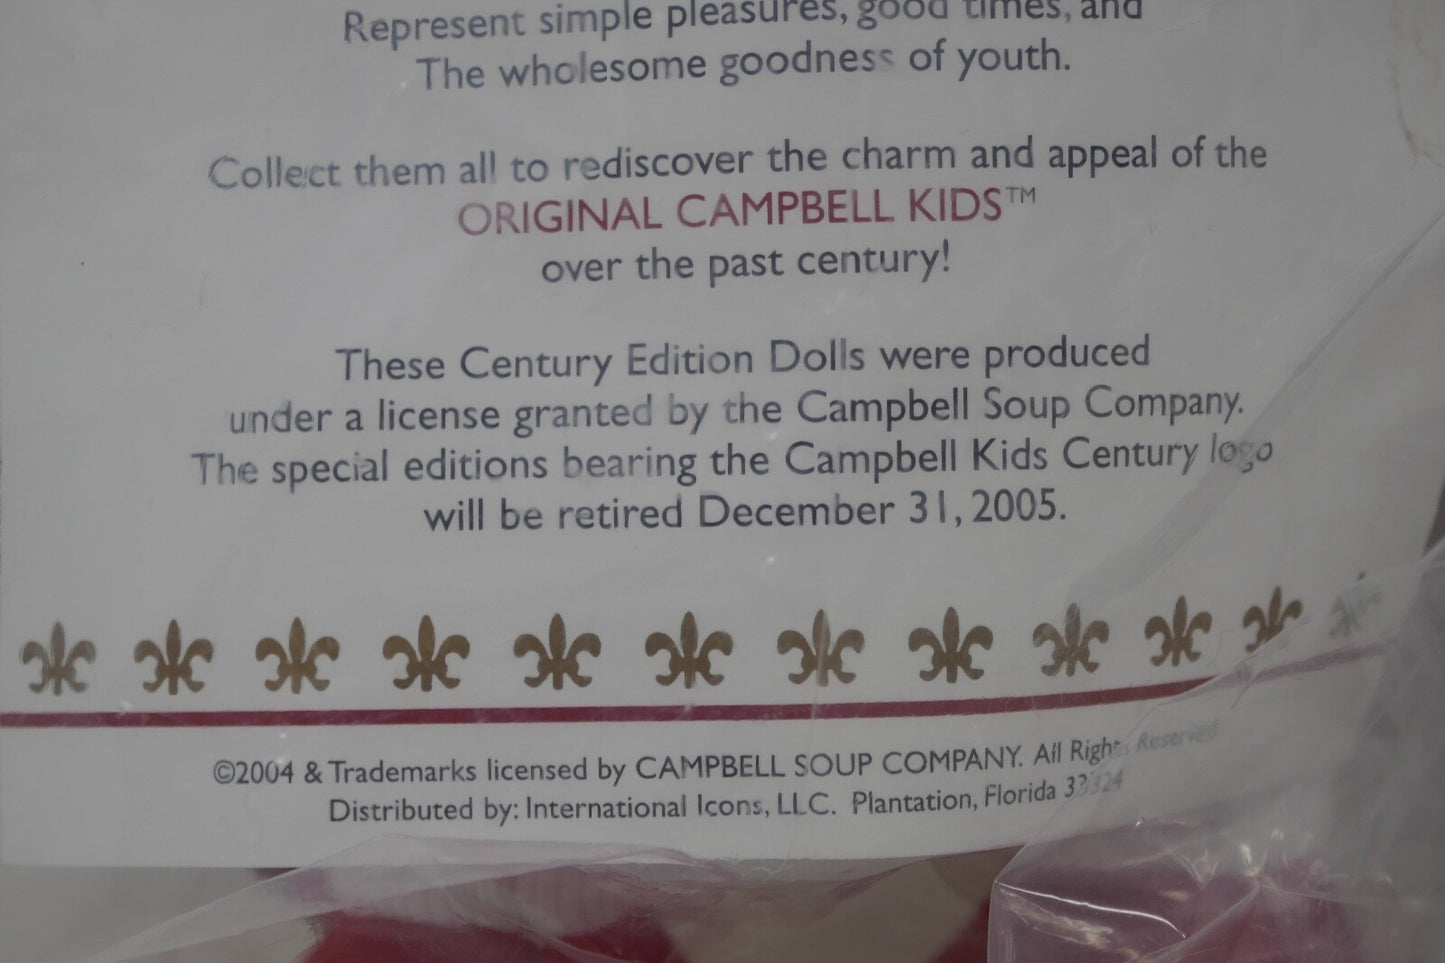 Represent simple pleasures, good times, and
The wholesome goodness of youth.
Collect them all to rediscover the charm and appeal of the
ORIGINAL CAMPBELL KIDS™
over the past century!
These Century Edition Dolls were produced
under a license granted by the Campbell Soup Company.
The special editions bearing the Campbell Kids Century logo
will be retired December 31, 2005.
©2004 & Trademarks licensed by CAMPBELL SOUP COMPANY. All Rights Reserved
Distributed by: International Icons, LLC. Plantation, Florida 33324